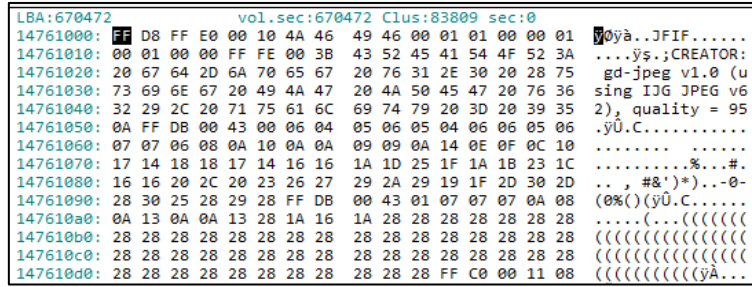 LBA:670472 vol.sec:670472 Clus:83809 sec:0
14761000: FF D8 FF E0 00 10 4A 46 49 46 00 01 01 00 00 01 ÿØÿà..JFIF......
14761010: 00 01 00 00 FF FE 00 3B 43 52 45 41 54 4F 52 3A ....ÿş.;CREATOR:
14761020: 20 67 64 2D 6A 70 65 67 20 76 31 2E 30 20 28 75 gd-jpeg v1.0 (u
14761030: 73 69 6E 67 20 49 4A 47 20 4A 50 45 47 20 76 36 sing IJG JPEG v6
14761040: 32 29 2C 20 71 75 61 6C 69 74 79 20 3D 20 39 35 2), quality = 95
14761050: 0A FF DB 00 43 00 06 04 05 06 05 04 06 06 05 06 .ÿÛ.C...........
14761060: 07 07 06 08 0A 10 0A 0A 09 09 0A 14 0E 0F 0C 10 ........ .......
14761070: 17 14 18 18 17 14 16 16 1A 1D 25 1F 1A 1B 23 1C ..........%...#.
14761080: 16 16 20 2C 20 23 26 27 29 2A 29 19 1F 2D 30 2D .. , #&')*)..-0-
14761090: 28 30 25 28 29 28 FF DB 00 43 01 07 07 07 0A 08 (0%()(ÿÛ.C......
147610a0: 0A 13 0A 0A 13 28 1A 16 1A 28 28 28 28 28 28 28 .....(...(((((((
147610b0: 28 28 28 28 28 28 28 28 28 28 28 28 28 28 28 28 ((((((((((((((((
147610c0: 28 28 28 28 28 28 28 28 28 28 28 28 28 28 28 28 ((((((((((((((((
147610d0: 28 28 28 28 28 28 28 28 28 28 28 FF C0 00 11 08 (((((((((((ÿÀ...